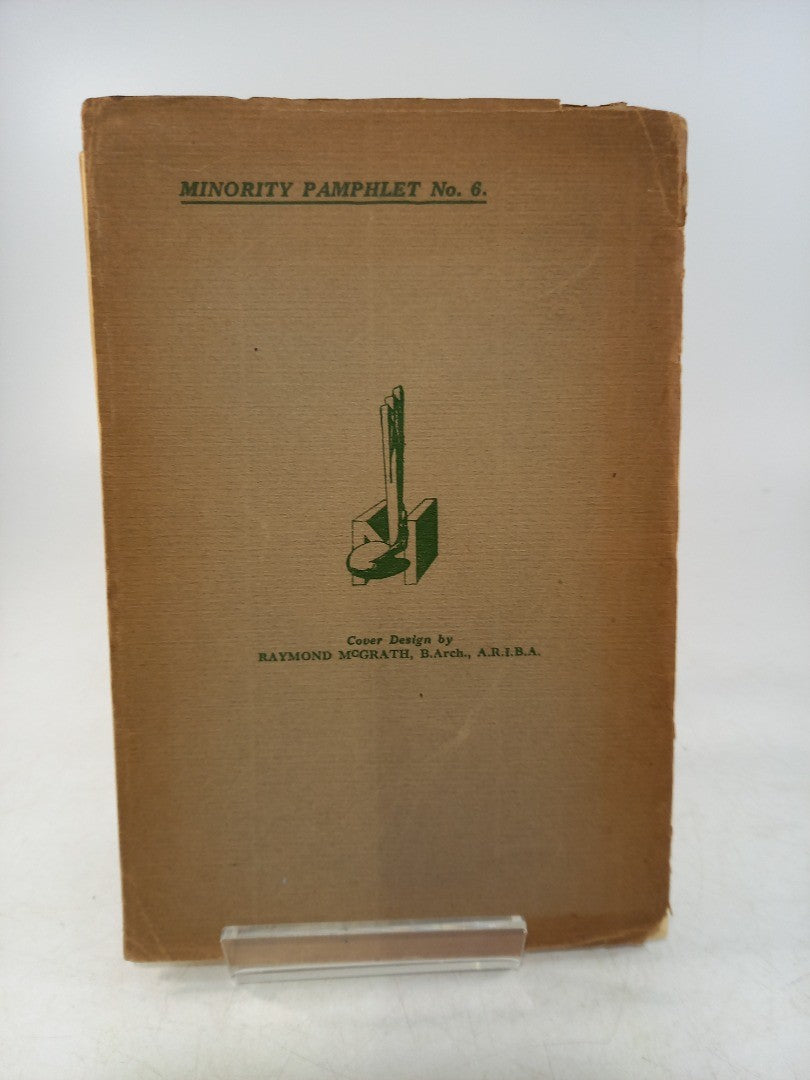 MINORITY PAMPHLET No. 6.
Cover Design by
RAYMOND McGRATH, B.Arch., A.R.I.B.A.